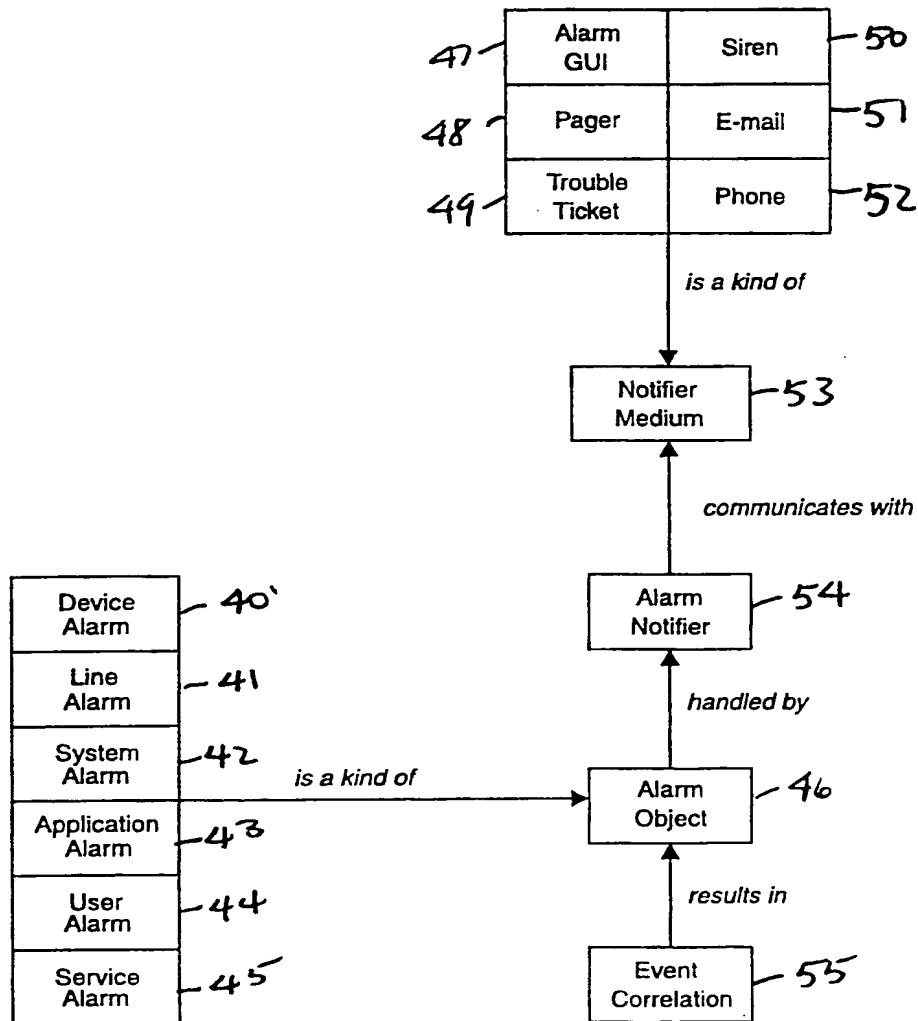 47
Alarm
GUI
Siren
50
48
Pager
E-mail
51
49
Trouble
Ticket
Phone
52
is a kind of
Notifier
Medium
53
communicates with
Device
Alarm
40
Alarm
Notifier
54
Line
Alarm
41
handled by
System
Alarm
42
is a kind of
Alarm
Object
46
Application
Alarm
43
User
Alarm
44
results in
Service
Alarm
45
Event
Correlation
55